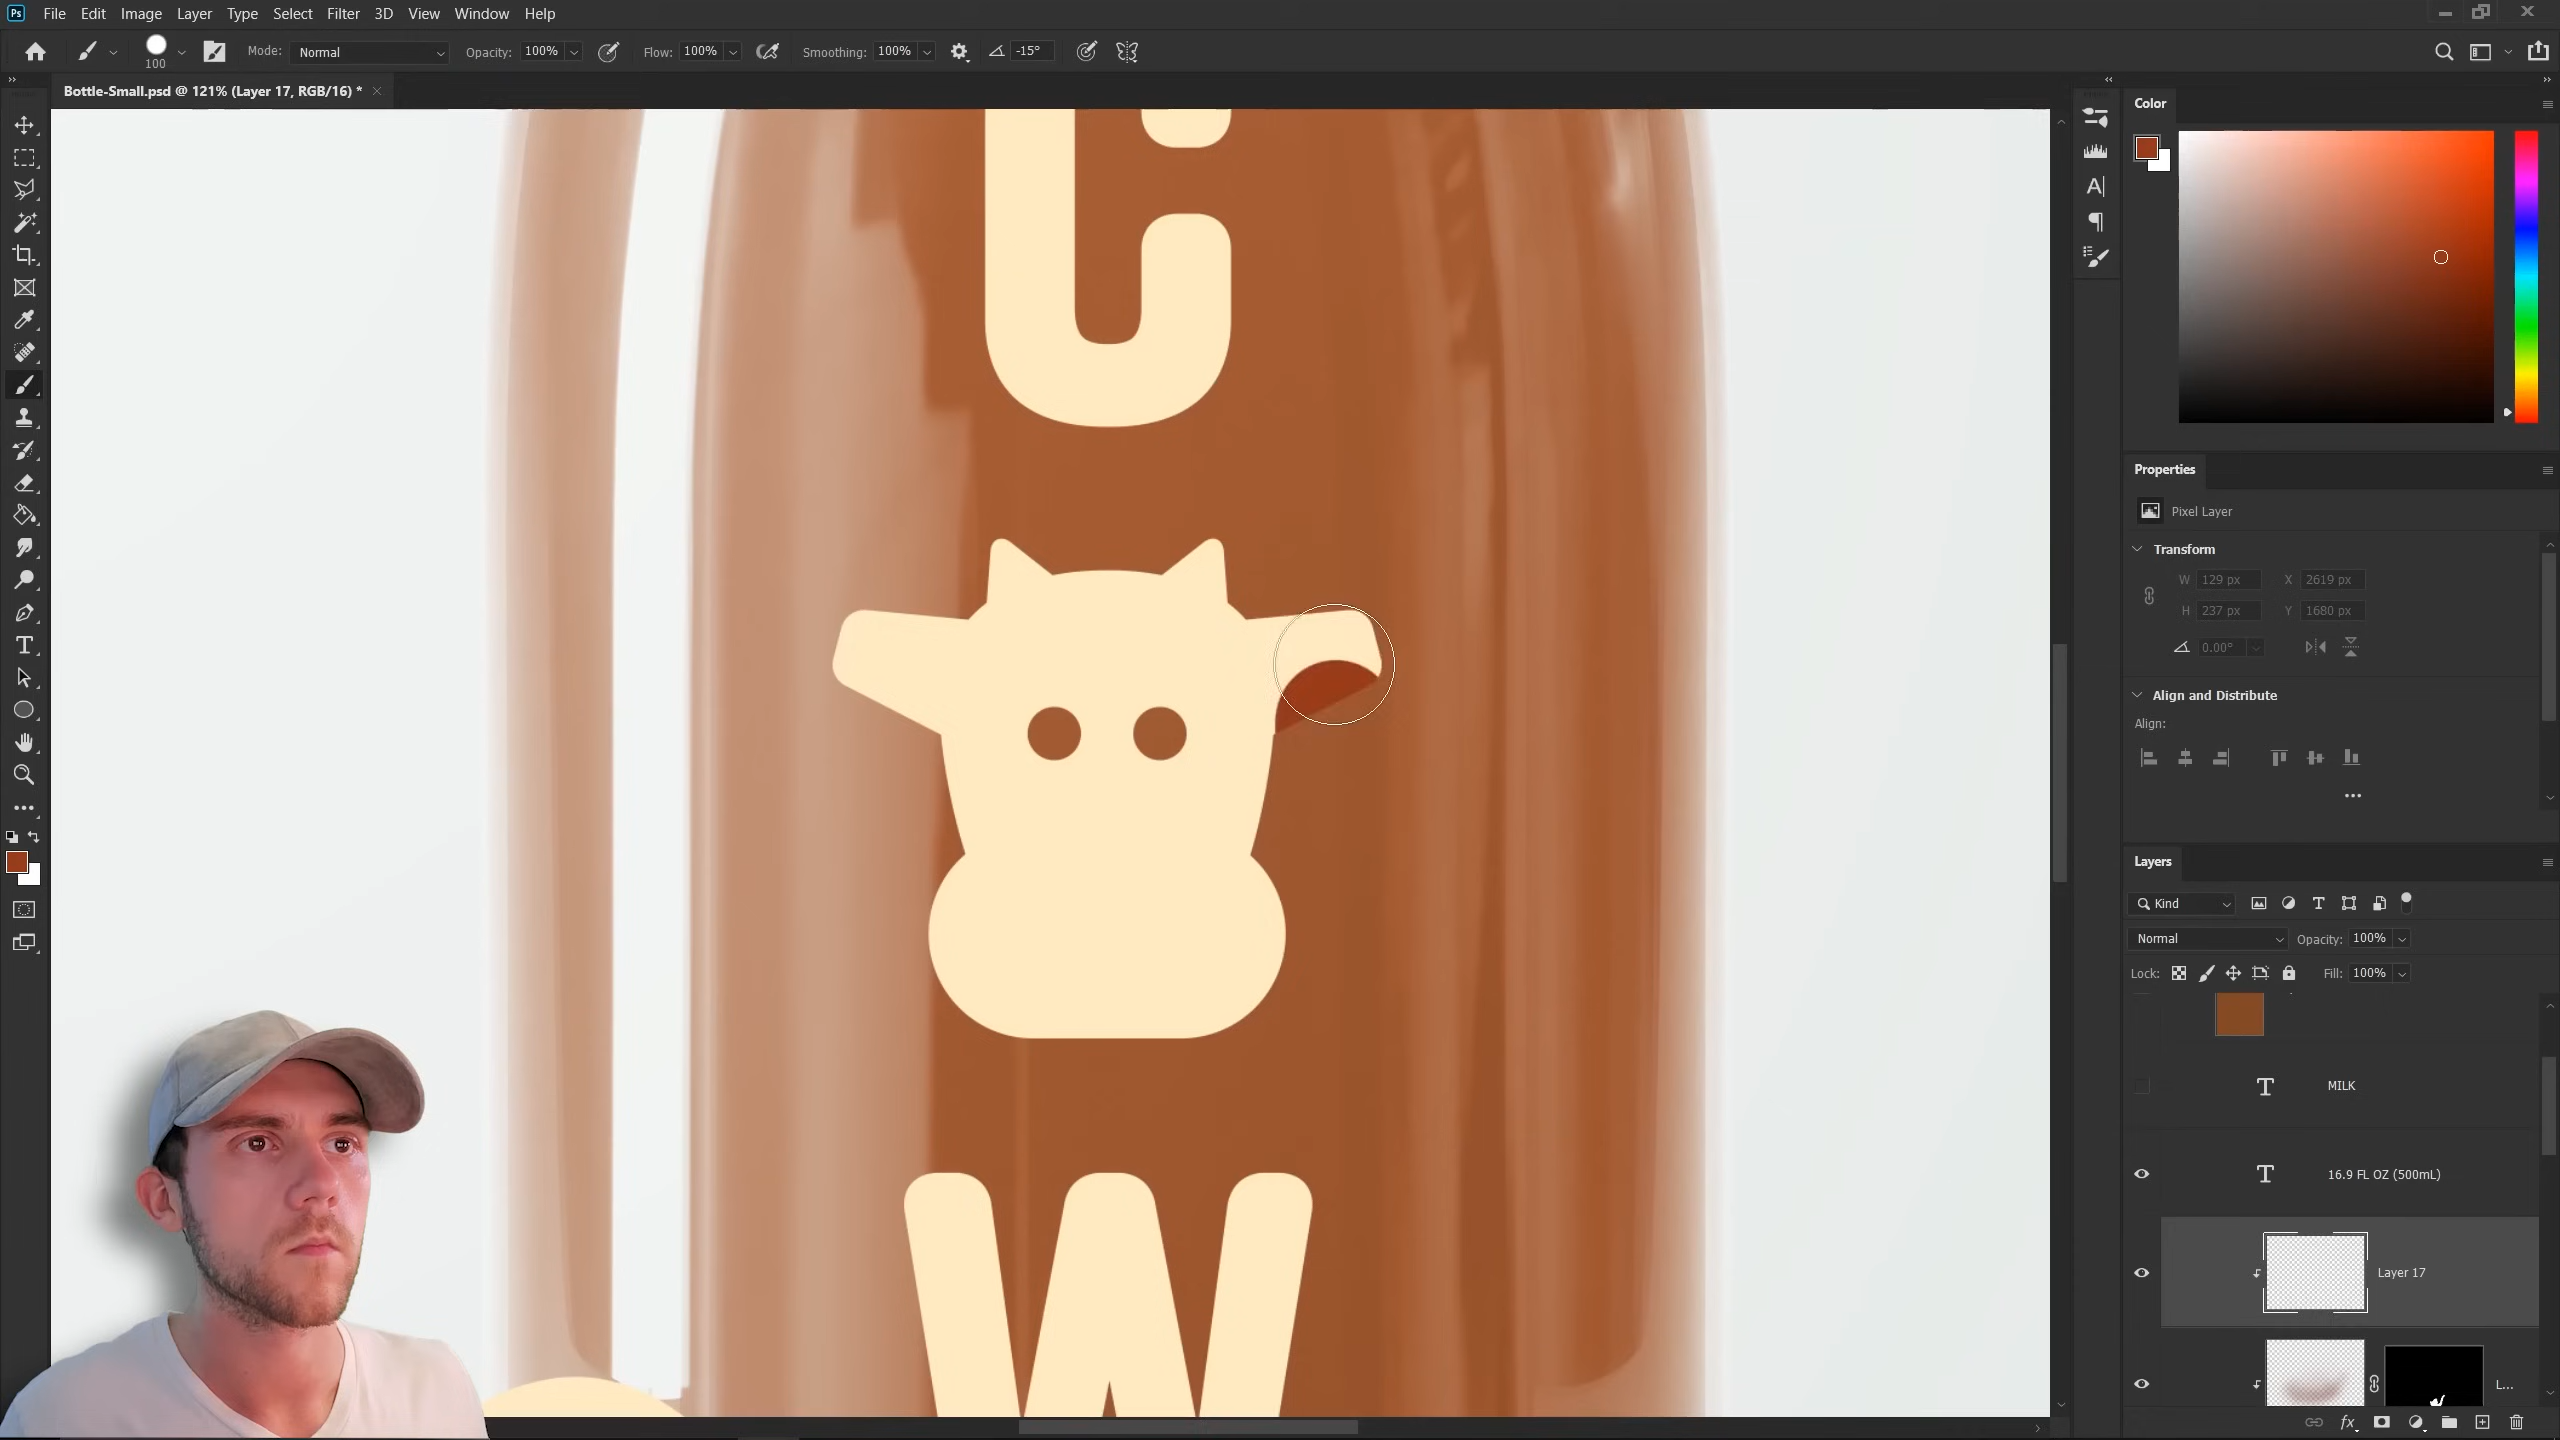 Ps File Edit Image Layer Type Select Filter 3D View Window Help
100 Mode: Normal Opacity: 100% Flow: 100% Smoothing: 100% -15°
Bottle-Small.psd @ 121% (Layer 17, RGB/16) *
Color
Properties
Pixel Layer
Transform
W 129 px X 2619 px
H 237 px Y 1680 px
0.00°
Align and Distribute
Align:
Layers
Kind
Normal Opacity: 100%
Lock: Fill: 100%
MILK
16.9 FL OZ (500mL)
Layer 17
L...
C
W